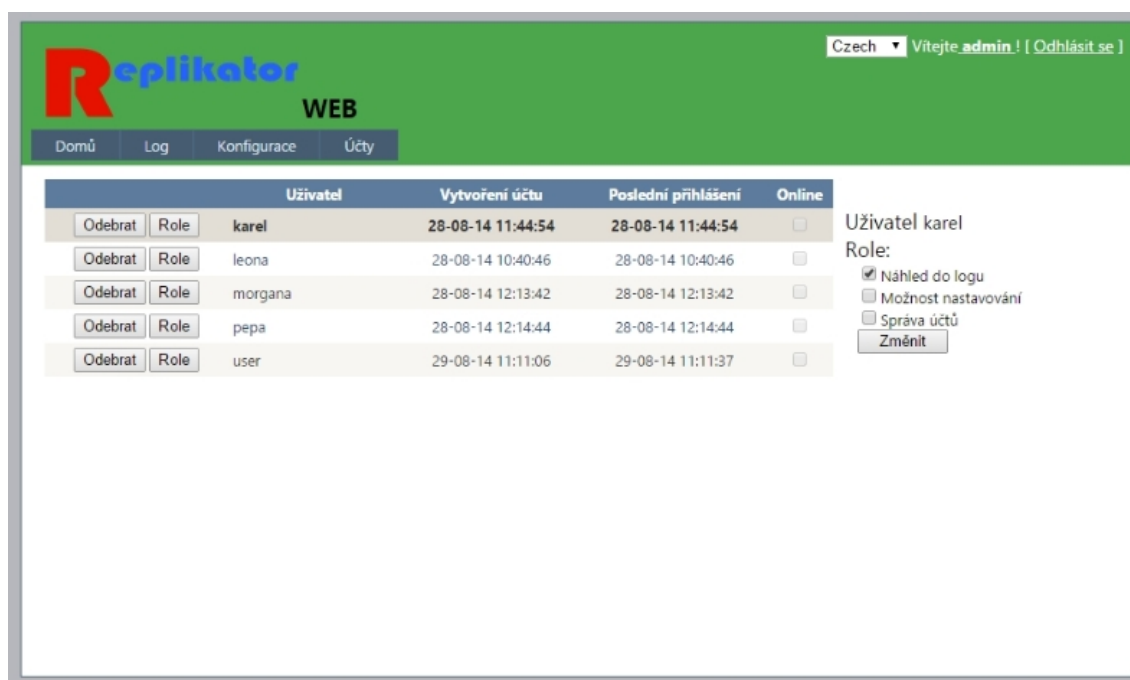 Czech Vítejte admin ! [ Odhlásit se ]
Replikator
WEB
Domů Log Konfigurace Účty
Uživatel Vytvoření účtu Poslední přihlášení Online
Odebrat Role karel 28-08-14 11:44:54 28-08-14 11:44:54
Odebrat Role leona 28-08-14 10:40:46 28-08-14 10:40:46
Odebrat Role morgana 28-08-14 12:13:42 28-08-14 12:13:42
Odebrat Role pepa 28-08-14 12:14:44 28-08-14 12:14:44
Odebrat Role user 29-08-14 11:11:06 29-08-14 11:11:37
Uživatel karel
Role:
Náhled do logu
Možnost nastavování
Správa účtů
Změnit